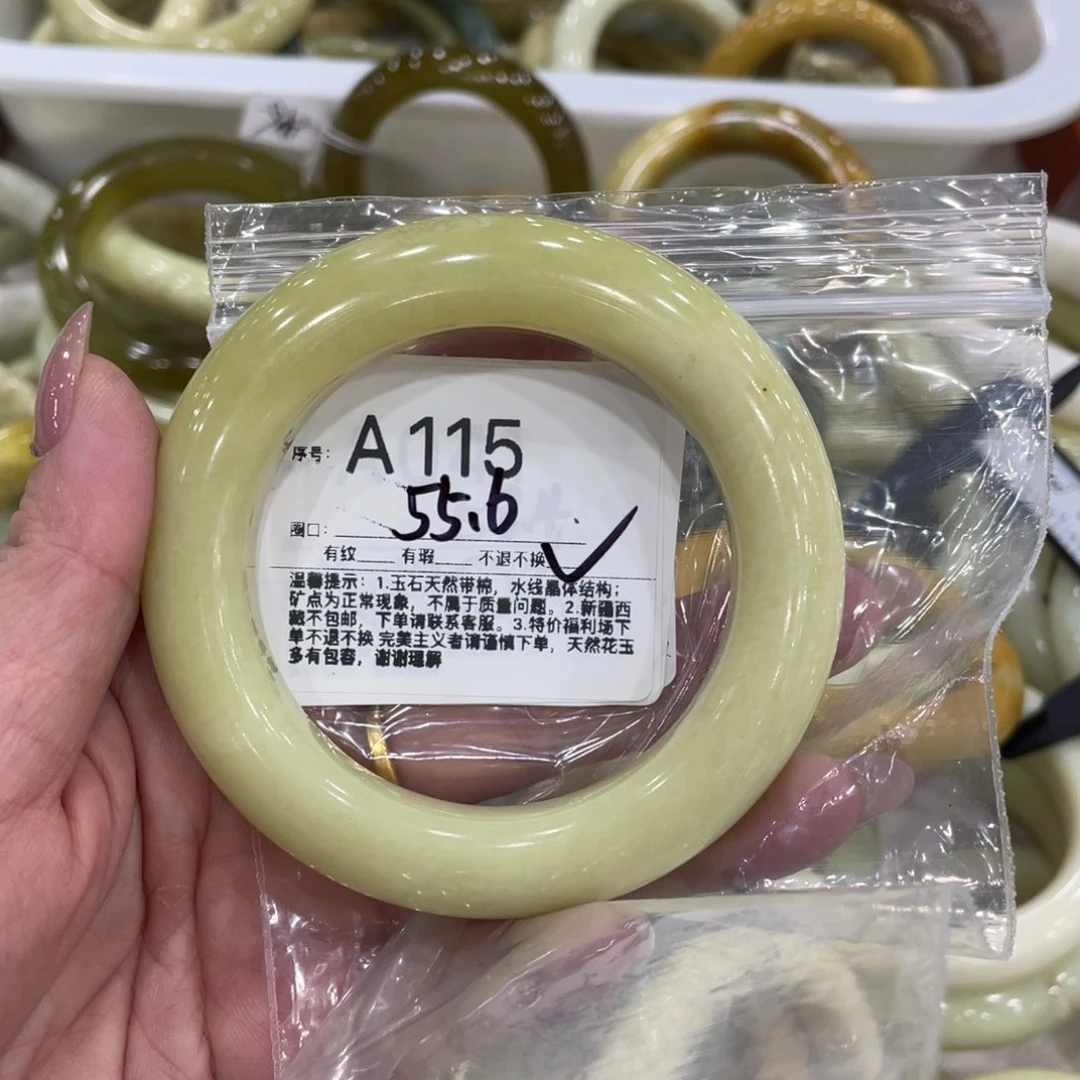 序号: A 115
圈口: 55.6
有纹____ 有瑕____ 不退不换✓
温馨提示：1.玉石天然带棉，水线晶体结构；
矿点为正常现象，不属于质量问题。2.新疆西
藏不包邮，下单请联系客服。3.特价福利场下
单不退不换 完美主义者请谨慎下单，天然花玉
多有包容，谢谢理解